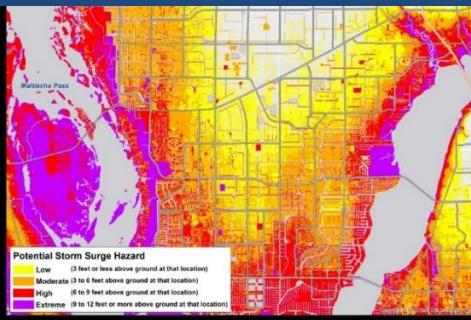 Matlacha Pass
Potential Storm Surge Hazard
Low (3 feet or less above ground at that location)
Moderate (3 to 6 feet above ground at that location)
High (6 to 9 feet above ground at that location)
Extreme (9 to 12 feet or more above ground at that location)